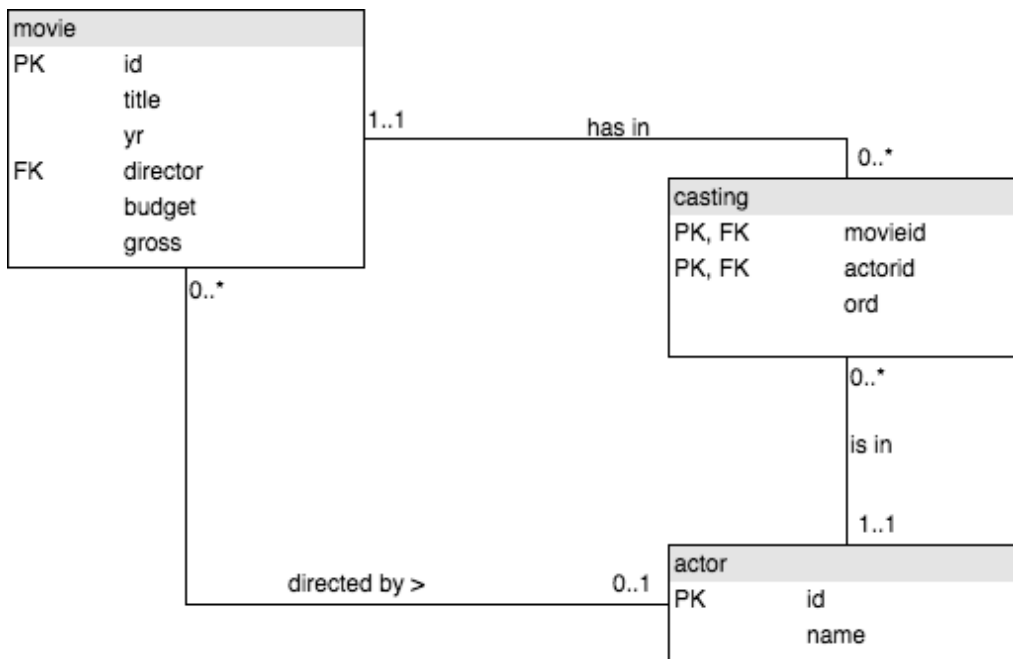 movie
PK id
title
yr
FK director
budget
gross
1..1
has in
0..*
casting
PK, FK movieid
PK, FK actorid
ord
0..*
0..*
is in
1..1
directed by >
0..1
actor
PK id
name